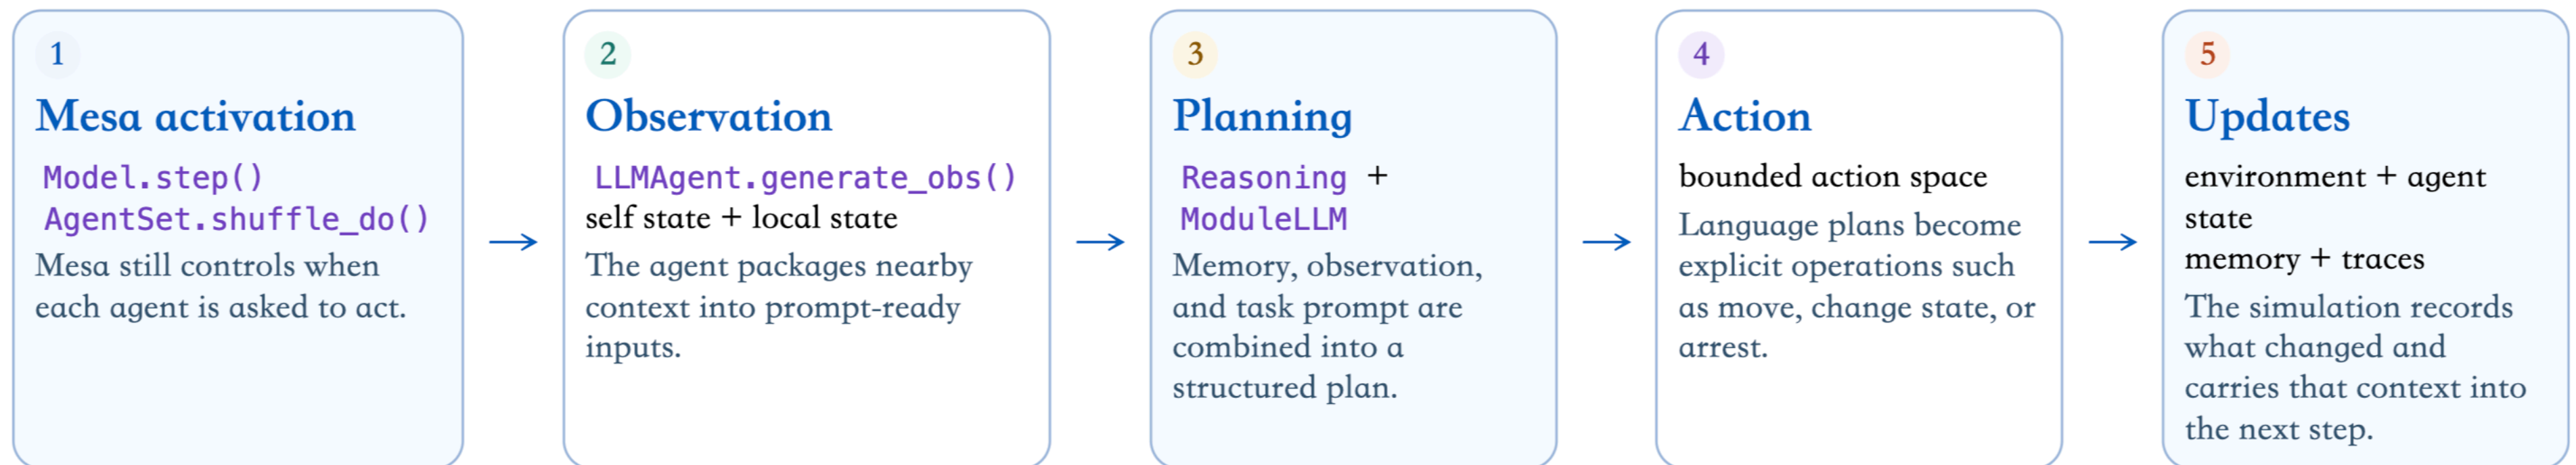 1
Mesa activation
Model.step()
AgentSet.shuffle_do()
Mesa still controls when
each agent is asked to act.
2
Observation
LLMAgent.generate_obs()
self state + local state
The agent packages nearby
context into prompt-ready
inputs.
3
Planning
Reasoning +
ModuleLLM
Memory, observation,
and task prompt are
combined into a
structured plan.
4
Action
bounded action space
Language plans become
explicit operations such
as move, change state, or
arrest.
5
Updates
environment + agent
state
memory + traces
The simulation records
what changed and
carries that context into
the next step.